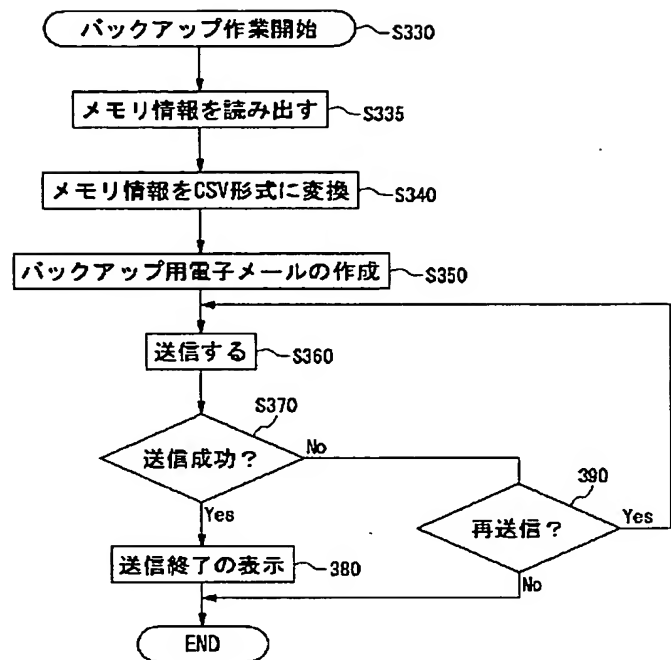 バックアップ作業開始 S330
メモリ情報を読み出す S335
メモリ情報をCSV形式に変換 S340
バックアップ用電子メールの作成 S350
送信する S360
S370
送信成功？ No
390
Yes
再送信？ Yes
送信終了の表示 380
No
END